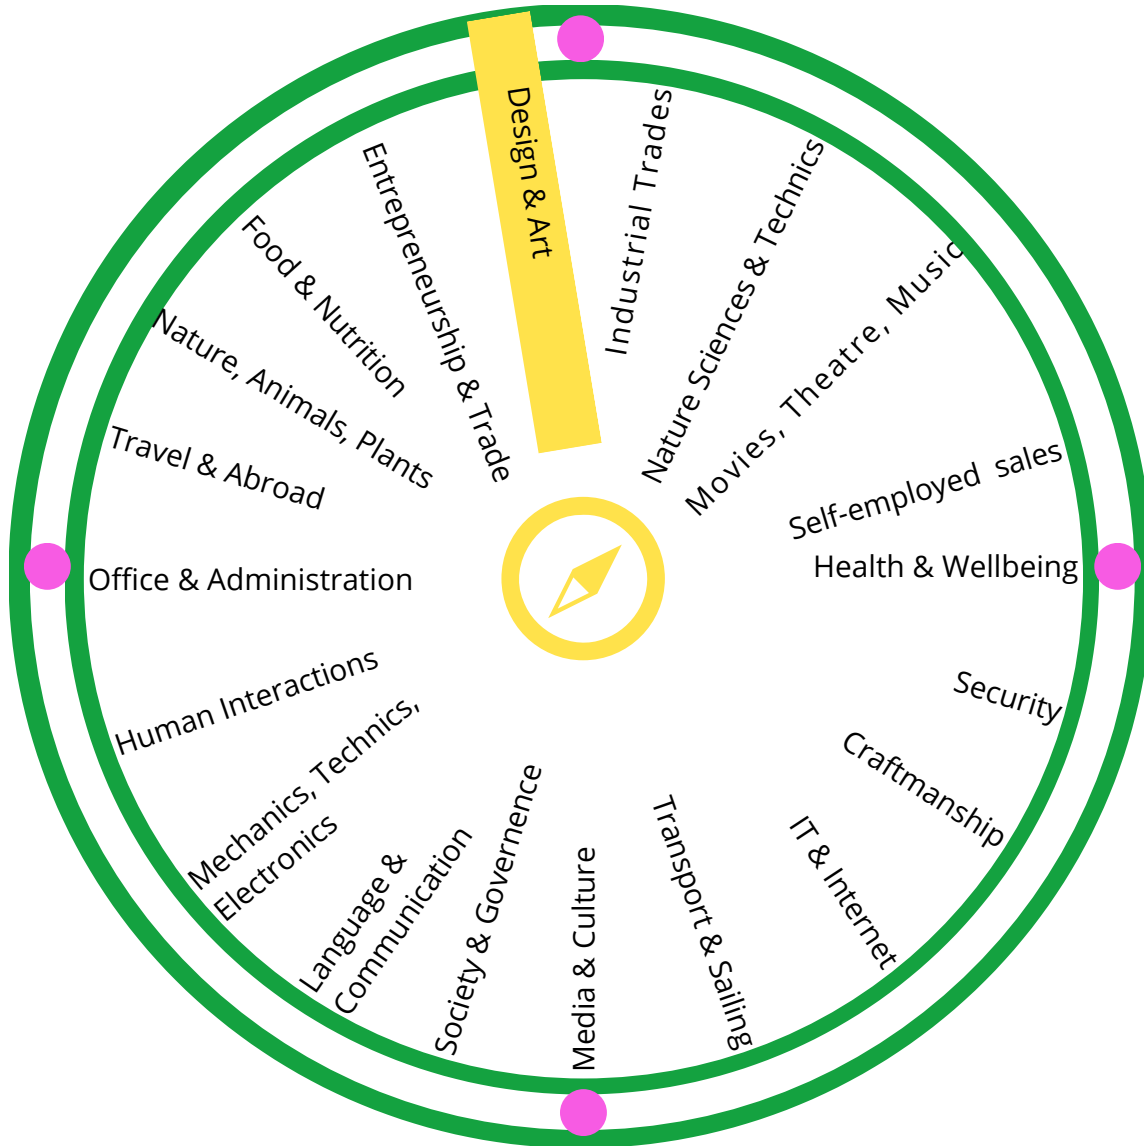 Design & Art
Industrial Trades
Nature Sciences & Technics
Movies, Theatre, Music
Self-employed sales
Health & Wellbeing
Security
Craftmanship
IT & Internet
Transport & Sailing
Media & Culture
Society & Governence
Language &
Communication
Mechanics, Technics,
Electronics
Human Interactions
Office & Administration
Travel & Abroad
Nature, Animals, Plants
Food & Nutrition
Entrepreneurship & Trade